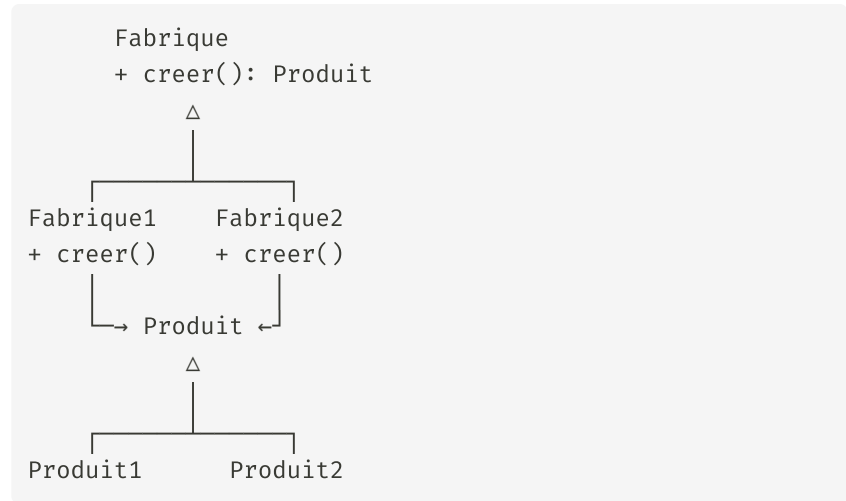 Fabrique
+ creer(): Produit
Fabrique1 Fabrique2
+ creer() + creer()
→ Produit ←
Produit1 Produit2